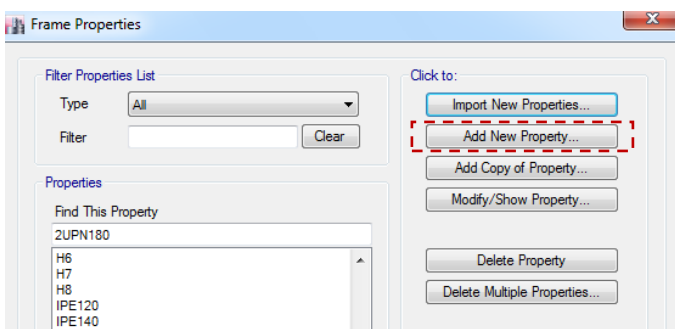 Frame Properties
Filter Properties List
Type
All
Filter
Clear
Properties
Find This Property
2UPN180
H6
H7
H8
IPE120
IPE140
Click to:
Import New Properties...
Add New Property...
Add Copy of Property...
Modify/Show Property...
Delete Property
Delete Multiple Properties...